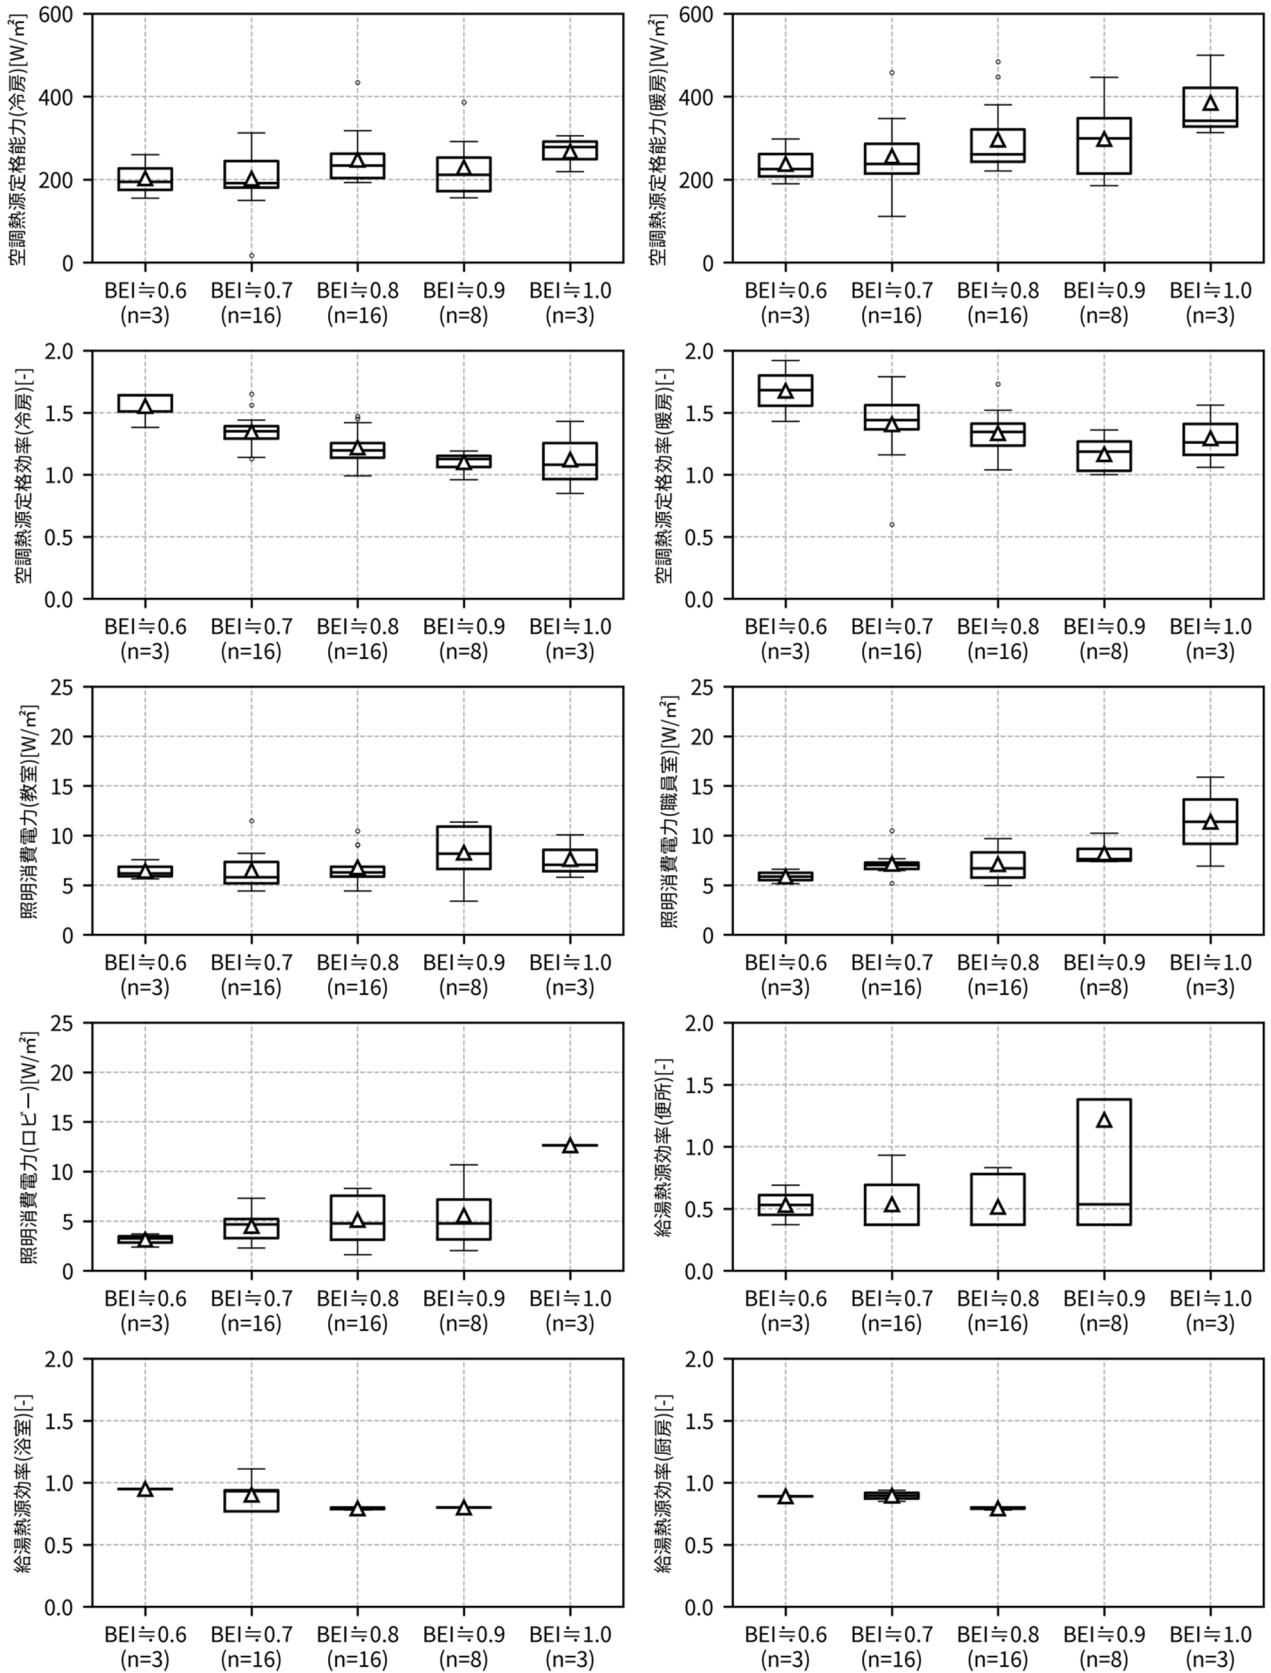 空調熱源定格能力(冷房)[W/㎡]
600
400
200
0
BEI≒0.6 BEI≒0.7 BEI≒0.8 BEI≒0.9 BEI≒1.0
(n=3) (n=16) (n=16) (n=8) (n=3)
空調熱源定格能力(暖房)[W/㎡]
600
400
200
0
BEI≒0.6 BEI≒0.7 BEI≒0.8 BEI≒0.9 BEI≒1.0
(n=3) (n=16) (n=16) (n=8) (n=3)
空調熱源定格効率(冷房)[-]
2.0
1.5
1.0
0.5
0.0
BEI≒0.6 BEI≒0.7 BEI≒0.8 BEI≒0.9 BEI≒1.0
(n=3) (n=16) (n=16) (n=8) (n=3)
空調熱源定格効率(暖房)[-]
2.0
1.5
1.0
0.5
0.0
BEI≒0.6 BEI≒0.7 BEI≒0.8 BEI≒0.9 BEI≒1.0
(n=3) (n=16) (n=16) (n=8) (n=3)
照明消費電力(教室)[W/㎡]
25
20
15
10
5
0
BEI≒0.6 BEI≒0.7 BEI≒0.8 BEI≒0.9 BEI≒1.0
(n=3) (n=16) (n=16) (n=8) (n=3)
照明消費電力(職員室)[W/㎡]
25
20
15
10
5
0
BEI≒0.6 BEI≒0.7 BEI≒0.8 BEI≒0.9 BEI≒1.0
(n=3) (n=16) (n=16) (n=8) (n=3)
照明消費電力(ロビー)[W/㎡]
25
20
15
10
5
0
BEI≒0.6 BEI≒0.7 BEI≒0.8 BEI≒0.9 BEI≒1.0
(n=3) (n=16) (n=16) (n=8) (n=3)
給湯熱源効率(便所)[-]
2.0
1.5
1.0
0.5
0.0
BEI≒0.6 BEI≒0.7 BEI≒0.8 BEI≒0.9 BEI≒1.0
(n=3) (n=16) (n=16) (n=8) (n=3)
給湯熱源効率(浴室)[-]
2.0
1.5
1.0
0.5
0.0
BEI≒0.6 BEI≒0.7 BEI≒0.8 BEI≒0.9 BEI≒1.0
(n=3) (n=16) (n=16) (n=8) (n=3)
給湯熱源効率(厨房)[-]
2.0
1.5
1.0
0.5
0.0
BEI≒0.6 BEI≒0.7 BEI≒0.8 BEI≒0.9 BEI≒1.0
(n=3) (n=16) (n=16) (n=8) (n=3)